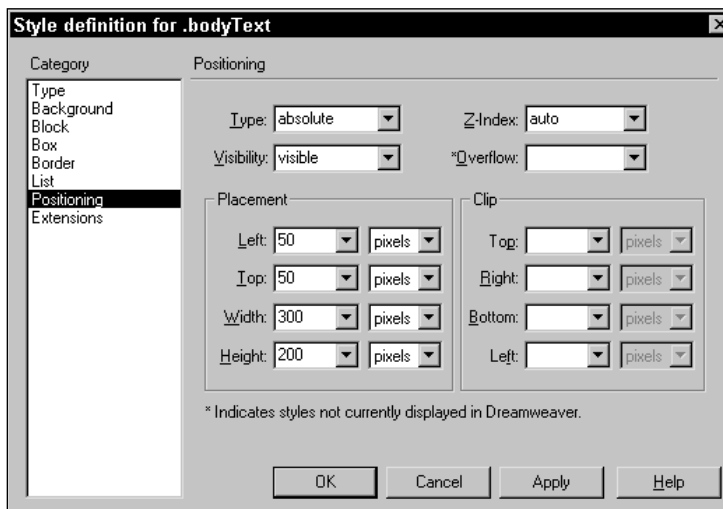 Style definition for .bodyText
Category
Positioning
Type
Background
Block
Box
Border
List
Positioning
Extensions
Type: absolute
Z-Index: auto
Visibility: visible
*Overflow:
Placement
Left: 50 pixels
Top: 50 pixels
Width: 300 pixels
Height: 200 pixels
Clip
Top: pixels
Right: pixels
Bottom: pixels
Left: pixels
* Indicates styles not currently displayed in Dreamweaver.
OK Cancel Apply Help